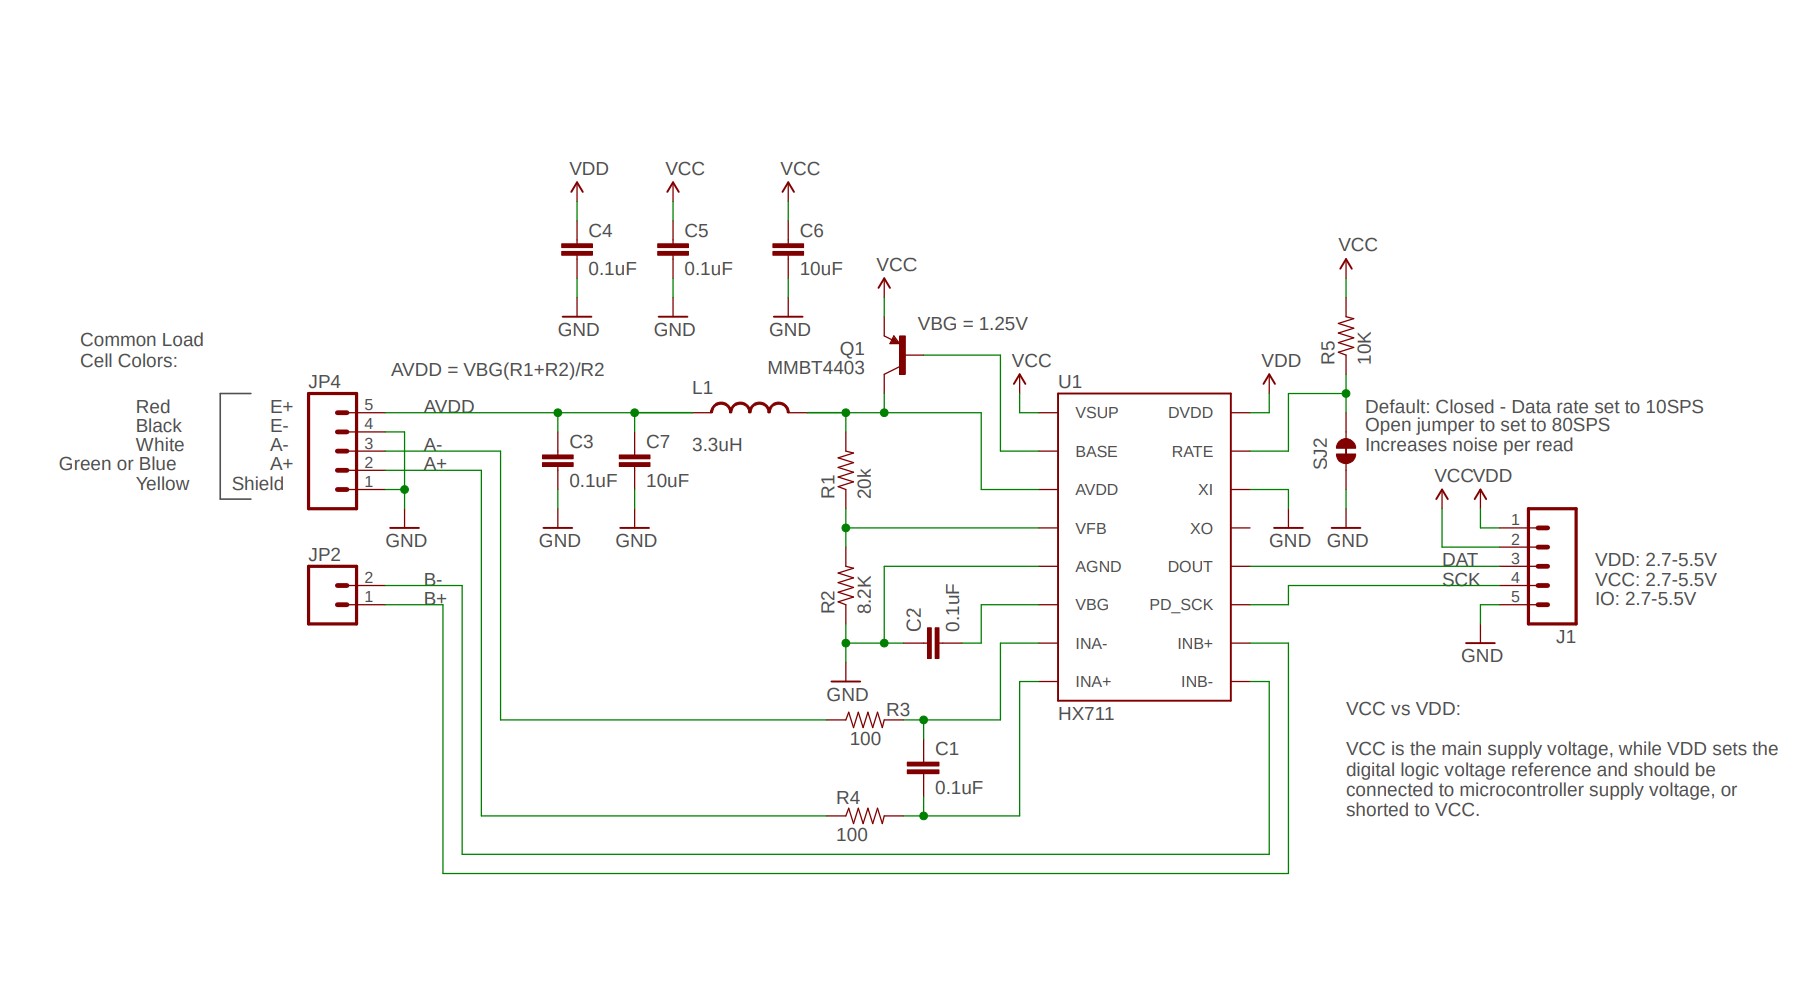 VDD
VCC
VCC
C4
0.1uF
GND
C5
0.1uF
GND
C6
10uF
GND
VCC
VBG = 1.25V
Q1
MMBT4403
VCC
VDD
VCC
R5
10K
Common Load
Cell Colors:
AVDD = VBG(R1+R2)/R2
JP4
Red
E+
5
AVDD
Black
E-
4
White
A-
3
A-
Green or Blue
A+
2
A+
Yellow
Shield
1
GND
C3
0.1uF
GND
C7
10uF
GND
L1
3.3uH
R1
20k
R2
8.2K
GND
C2
0.1uF
U1
VSUP
DVDD
BASE
RATE
AVDD
XI
VFB
XO
AGND
DOUT
VBG
PD_SCK
INA-
INB+
INA+
INB-
HX711
GND
SJ2
GND
Default: Closed - Data rate set to 10SPS
Open jumper to set to 80SPS
Increases noise per read
VCC
VDD
1
2
DAT
3
SCK
4
5
GND
J1
VDD: 2.7-5.5V
VCC: 2.7-5.5V
IO: 2.7-5.5V
JP2
2
B-
1
B+
R3
100
C1
0.1uF
R4
100
VCC vs VDD:
VCC is the main supply voltage, while VDD sets the
digital logic voltage reference and should be
connected to microcontroller supply voltage, or
shorted to VCC.